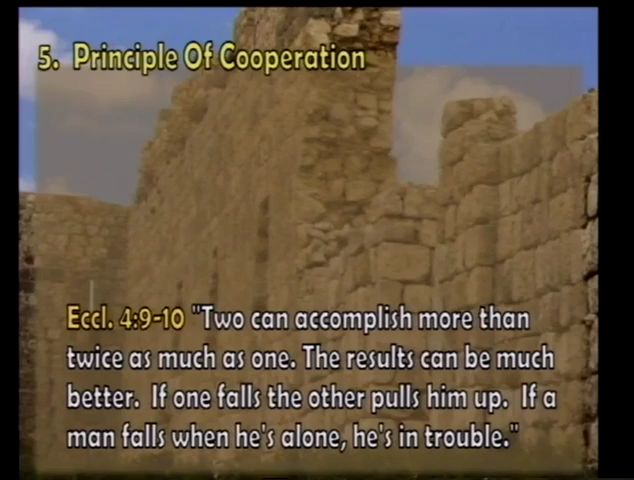 5. Principle Of Cooperation
Eccl. 4:9-10 "Two can accomplish more than
twice as much as one. The results can be much
better. If one falls the other pulls him up. If a
man falls when he's alone, he's in trouble."